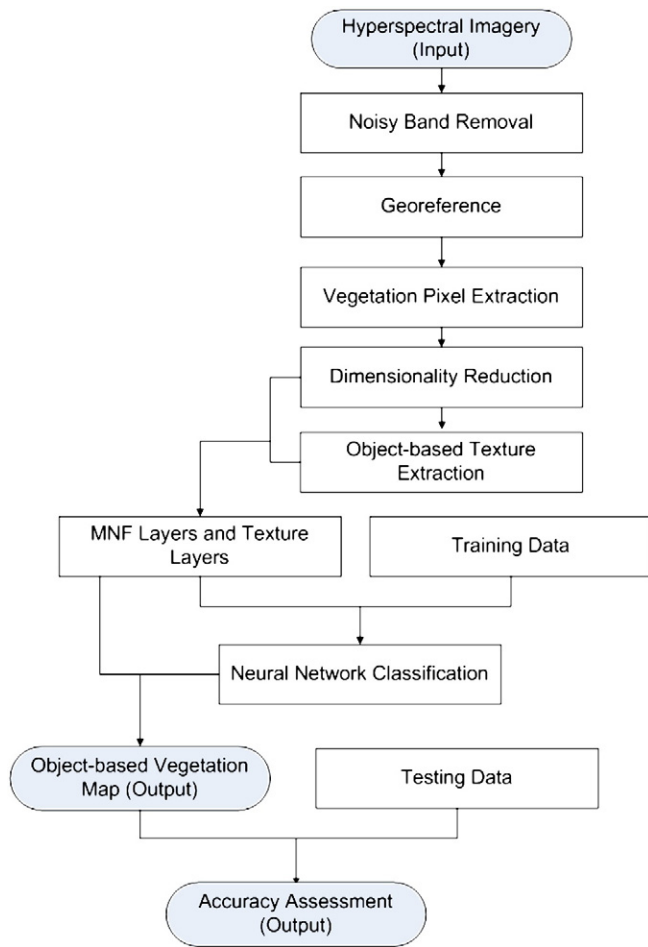 Hyperspectral Imagery
(Input)
Noisy Band Removal
Georeference
Vegetation Pixel Extraction
Dimensionality Reduction
Object-based Texture
Extraction
MNF Layers and Texture
Layers
Training Data
Neural Network Classification
Object-based Vegetation
Map (Output)
Testing Data
Accuracy Assessment
(Output)